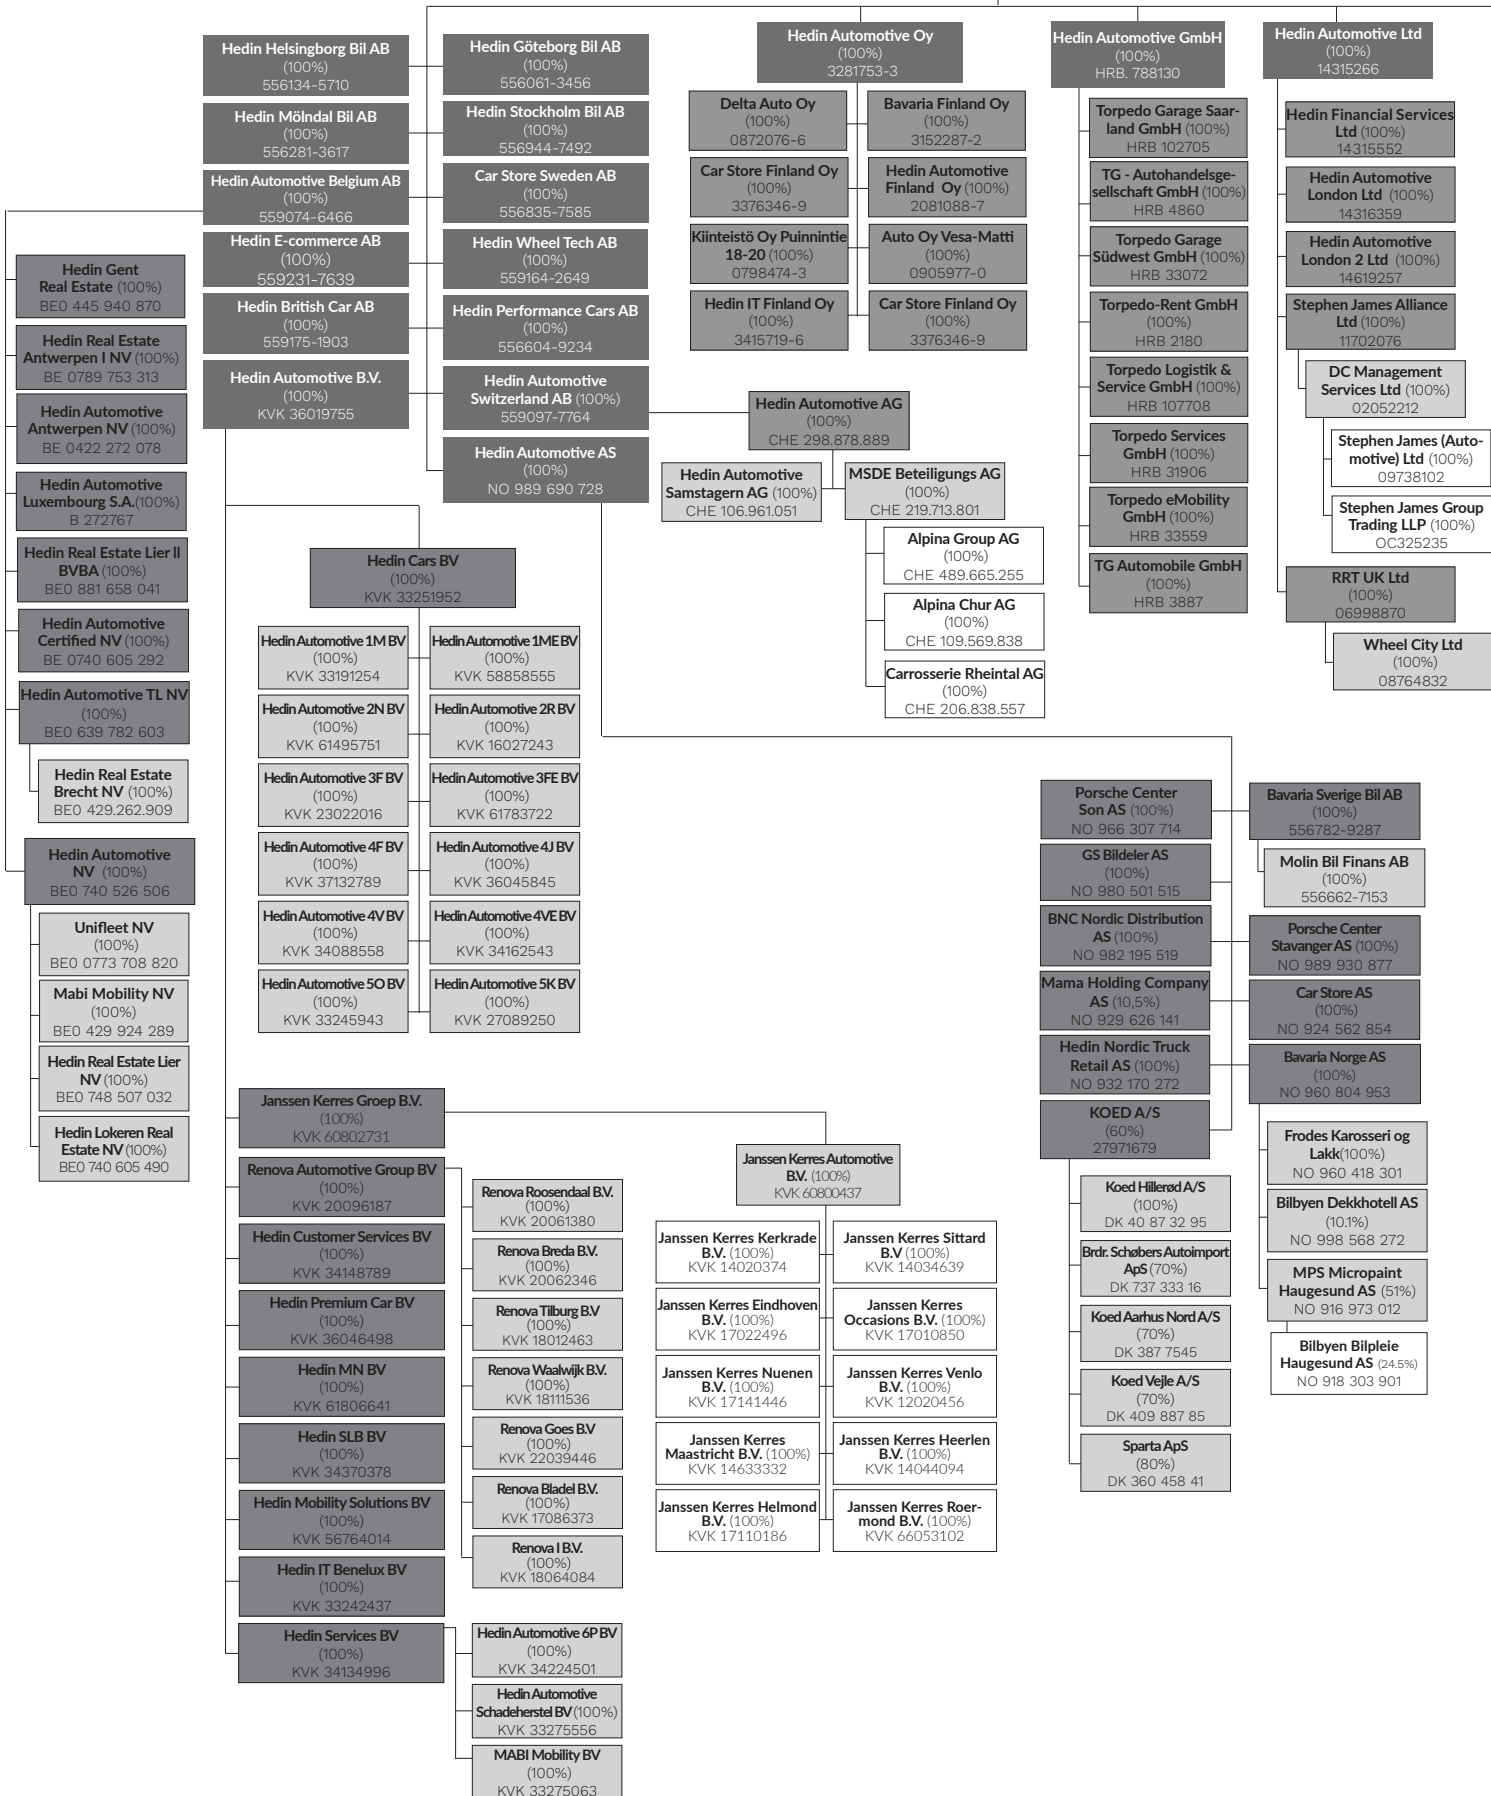 Hedin Helsingborg Bil AB
(100%)
556134-5710
Hedin Mölndal Bil AB
(100%)
556281-3617
Hedin Automotive Belgium AB
(100%)
559074-6466
Hedin E-commerce AB
(100%)
559231-7639
Hedin British Car AB
(100%)
559175-1903
Hedin Automotive B.V.
(100%)
KVK 36019755
Hedin Göteborg Bil AB
(100%)
556061-3456
Hedin Stockholm Bil AB
(100%)
556944-7492
Car Store Sweden AB
(100%)
556835-7585
Hedin Wheel Tech AB
(100%)
559164-2649
Hedin Performance Cars AB
(100%)
556604-9234
Hedin Automotive
Switzerland AB (100%)
559097-7764
Hedin Automotive AS
(100%)
NO 989 690 728
Hedin Automotive Oy
(100%)
3281753-3
Delta Auto Oy
(100%)
0872076-6
Bavaria Finland Oy
(100%)
3152287-2
Car Store Finland Oy
(100%)
3376346-9
Hedin Automotive
Finland Oy (100%)
2081088-7
Kiinteistö Oy Puinnintie
18-20 (100%)
0798474-3
Auto Oy Vesa-Matti
(100%)
0905977-0
Hedin IT Finland Oy
(100%)
3415719-6
Car Store Finland Oy
(100%)
3376346-9
Hedin Automotive GmbH
(100%)
HRB. 788130
Torpedo Garage Saar-
land GmbH (100%)
HRB 102705
TG - Autohandelsge-
sellschaft GmbH (100%)
HRB 4860
Torpedo Garage
Südwest GmbH (100%)
HRB 33072
Torpedo-Rent GmbH
(100%)
HRB 2180
Torpedo Logistik &
Service GmbH (100%)
HRB 107708
Torpedo Services
GmbH (100%)
HRB 31906
Torpedo eMobility
GmbH (100%)
HRB 33559
TG Automobile GmbH
(100%)
HRB 3887
Hedin Automotive Ltd
(100%)
14315266
Hedin Financial Services
Ltd (100%)
14315552
Hedin Automotive
London Ltd (100%)
14316359
Hedin Automotive
London 2 Ltd (100%)
14619257
Stephen James Alliance
Ltd (100%)
11702076
DC Management
Services Ltd (100%)
02052212
Stephen James (Auto-
motive) Ltd (100%)
09738102
Stephen James Group
Trading LLP (100%)
OC325235
RRT UK Ltd
(100%)
06998870
Wheel City Ltd
(100%)
08764832
Hedin Gent
Real Estate (100%)
BE0 445 940 870
Hedin Real Estate
Antwerpen I NV (100%)
BE 0789 753 313
Hedin Automotive
Antwerpen NV (100%)
BE 0422 272 078
Hedin Automotive
Luxembourg S.A.(100%)
B 272767
Hedin Real Estate Lier ll
BVBA (100%)
BE0 881 658 041
Hedin Automotive
Certified NV (100%)
BE 0740 605 292
Hedin Automotive TL NV
(100%)
BE0 639 782 603
Hedin Real Estate
Brecht NV (100%)
BE0 429.262.909
Hedin Automotive
NV (100%)
BE0 740 526 506
Unifleet NV
(100%)
BE0 0773 708 820
Mabi Mobility NV
(100%)
BE0 429 924 289
Hedin Real Estate Lier
NV (100%)
BE0 748 507 032
Hedin Lokeren Real
Estate NV (100%)
BE0 740 605 490
Hedin Automotive AG
(100%)
CHE 298.878.889
Hedin Automotive
Samstagern AG (100%)
CHE 106.961.051
MSDE Beteiligungs AG
(100%)
CHE 219.713.801
Alpina Group AG
(100%)
CHE 489.665.255
Alpina Chur AG
(100%)
CHE 109.569.838
Carrosserie Rheintal AG
(100%)
CHE 206.838.557
Hedin Cars BV
(100%)
KVK 33251952
Hedin Automotive 1M BV
(100%)
KVK 33191254
Hedin Automotive 1ME BV
(100%)
KVK 58858555
Hedin Automotive 2N BV
(100%)
KVK 61495751
Hedin Automotive 2R BV
(100%)
KVK 16027243
Hedin Automotive 3F BV
(100%)
KVK 23022016
Hedin Automotive 3FE BV
(100%)
KVK 61783722
Hedin Automotive 4F BV
(100%)
KVK 37132789
Hedin Automotive 4J BV
(100%)
KVK 36045845
Hedin Automotive 4V BV
(100%)
KVK 34088558
Hedin Automotive 4VE BV
(100%)
KVK 34162543
Hedin Automotive 5O BV
(100%)
KVK 33245943
Hedin Automotive 5K BV
(100%)
KVK 27089250
Porsche Center
Son AS (100%)
NO 966 307 714
GS Bildeler AS
(100%)
NO 980 501 515
BNC Nordic Distribution
AS (100%)
NO 982 195 519
Mama Holding Company
AS (10,5%)
NO 929 626 141
Hedin Nordic Truck
Retail AS (100%)
NO 932 170 272
KOED A/S
(60%)
27971679
Koed Hillerød A/S
(100%)
DK 40 87 32 95
Brdr. Schøbers Autoimport
ApS (70%)
DK 737 333 16
Koed Aarhus Nord A/S
(70%)
DK 387 7545
Koed Vejle A/S
(70%)
DK 409 887 85
Sparta ApS
(80%)
DK 360 458 41
Bavaria Sverige Bil AB
(100%)
556782-9287
Molin Bil Finans AB
(100%)
556662-7153
Porsche Center
Stavanger AS (100%)
NO 989 930 877
Car Store AS
(100%)
NO 924 562 854
Bavaria Norge AS
(100%)
NO 960 804 953
Frodes Karosseri og
Lakk(100%)
NO 960 418 301
Bilbyen Dekkhotell AS
(10.1%)
NO 998 568 272
MPS Micropaint
Haugesund AS (51%)
NO 916 973 012
Bilbyen Bilpleie
Haugesund AS (24.5%)
NO 918 303 901
Janssen Kerres Groep B.V.
(100%)
KVK 60802731
Renova Automotive Group BV
(100%)
KVK 20096187
Hedin Customer Services BV
(100%)
KVK 34148789
Hedin Premium Car BV
(100%)
KVK 36046498
Hedin MN BV
(100%)
KVK 61806641
Hedin SLB BV
(100%)
KVK 34370378
Hedin Mobility Solutions BV
(100%)
KVK 56764014
Hedin IT Benelux BV
(100%)
KVK 33242437
Hedin Services BV
(100%)
KVK 34134996
Renova Roosendaal B.V.
(100%)
KVK 20061380
Renova Breda B.V.
(100%)
KVK 20062346
Renova Tilburg B.V
(100%)
KVK 18012463
Renova Waalwijk B.V.
(100%)
KVK 18111536
Renova Goes B.V
(100%)
KVK 22039446
Renova Bladel B.V.
(100%)
KVK 17086373
Renova I B.V.
(100%)
KVK 18064084
Hedin Automotive 6P BV
(100%)
KVK 34224501
Hedin Automotive
Schadeherstel BV (100%)
KVK 33275556
MABI Mobility BV
(100%)
KVK 33275063
Janssen Kerres Automotive
B.V. (100%)
KVK 60800437
Janssen Kerres Kerkrade
B.V. (100%)
KVK 14020374
Janssen Kerres Sittard
B.V (100%)
KVK 14034639
Janssen Kerres Eindhoven
B.V. (100%)
KVK 17022496
Janssen Kerres
Occasions B.V. (100%)
KVK 17010850
Janssen Kerres Nuenen
B.V. (100%)
KVK 17141446
Janssen Kerres Venlo
B.V. (100%)
KVK 12020456
Janssen Kerres
Maastricht B.V. (100%)
KVK 14633332
Janssen Kerres Heerlen
B.V. (100%)
KVK 14044094
Janssen Kerres Helmond
B.V. (100%)
KVK 17110186
Janssen Kerres Roer-
mond B.V. (100%)
KVK 66053102